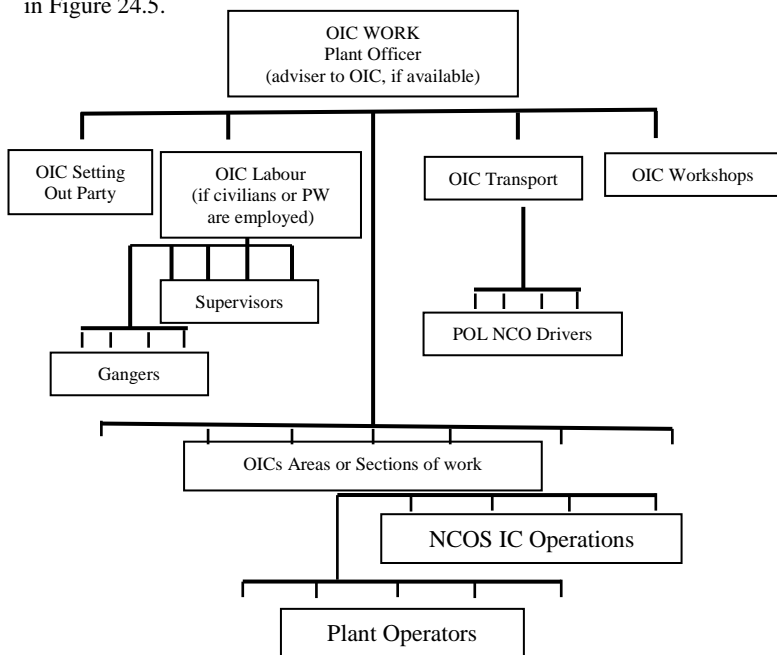 in Figure 24.5.
OIC WORK
Plant Officer
(adviser to OIC, if available)
OIC Setting
Out Party
OIC Labour
(if civilians or PW
are employed)
OIC Transport
OIC Workshops
Supervisors
POL NCO Drivers
Gangers
OICs Areas or Sections of work
NCOS IC Operations
Plant Operators